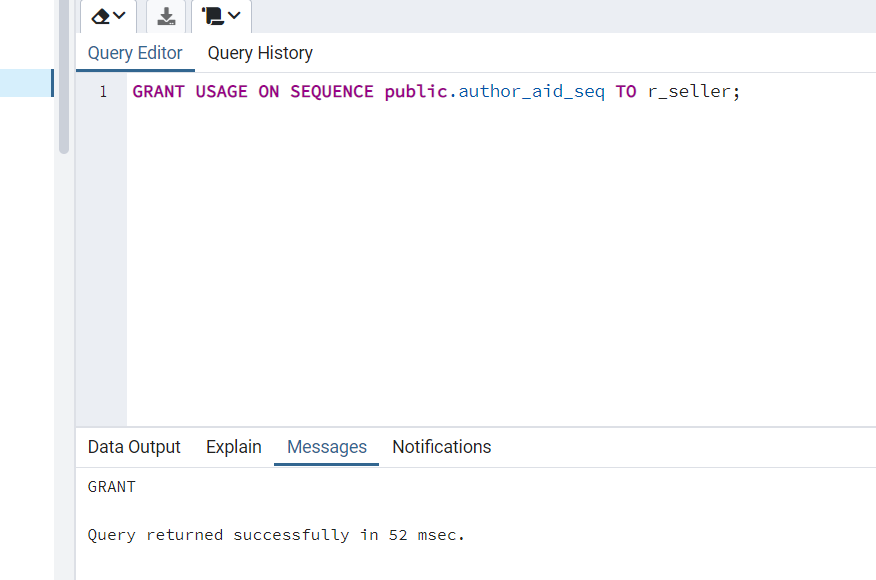 Query Editor Query History
1 GRANT USAGE ON SEQUENCE public.author_aid_seq TO r_seller;
Data Output Explain Messages Notifications
GRANT
Query returned successfully in 52 msec.